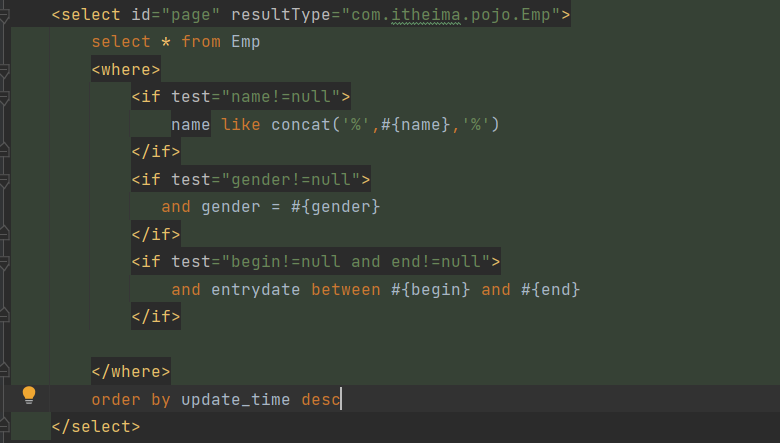 <select id="page" resultType="com.itheima.pojo.Emp">
select * from Emp
<where>
<if test="name!=null">
name like concat('%',#{name},'%')
</if>
<if test="gender!=null">
and gender = #{gender}
</if>
<if test="begin!=null and end!=null">
and entrydate between #{begin} and #{end}
</if>
</where>
order by update_time desc
</select>